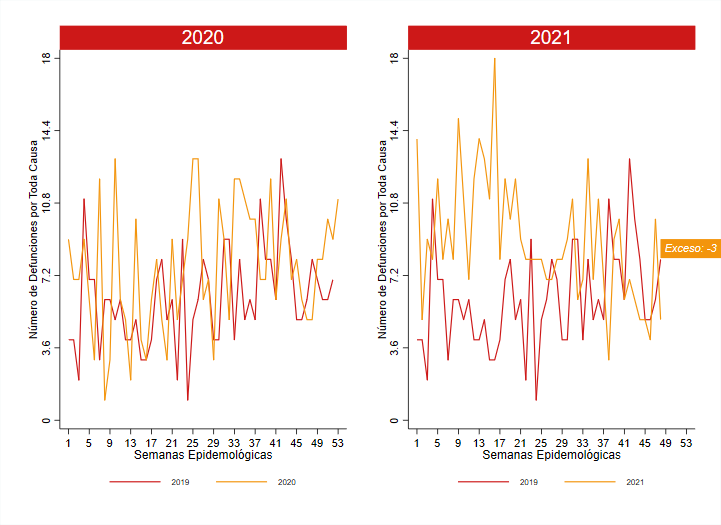 2020
2021
Número de Defunciones por Toda Causa
0
3.6
7.2
10.8
14.4
18
1 5 9 13 17 21 25 29 33 37 41 45 49 53
Semanas Epidemológicas
2019 2020
Número de Defunciones por Toda Causa
0
3.6
7.2
10.8
14.4
18
Exceso: -3
1 5 9 13 17 21 25 29 33 37 41 45 49 53
Semanas Epidemológicas
2019 2021